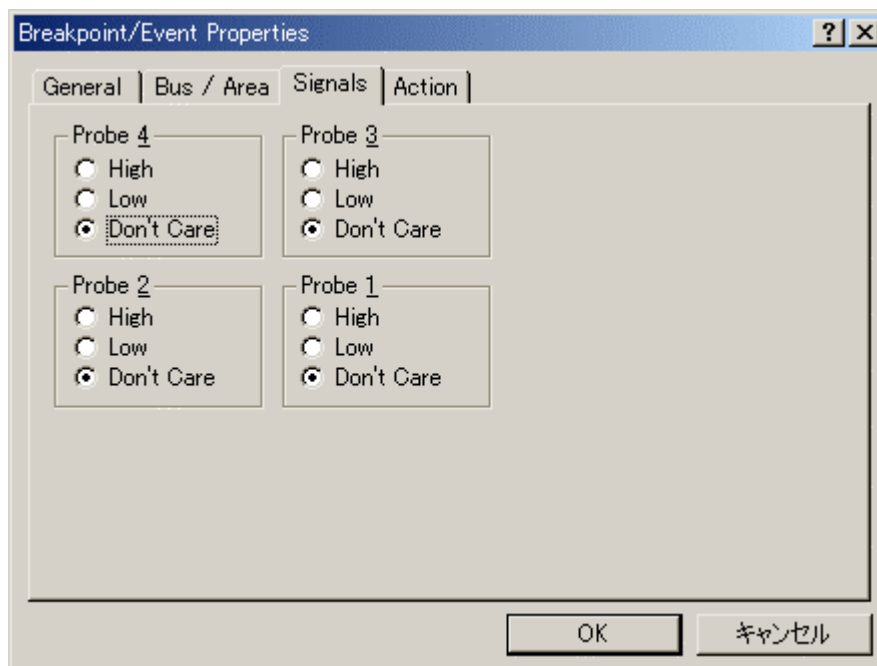 Breakpoint/Event Properties
General
Bus / Area
Signals
Action
Probe 4
High
Low
Don't Care
Probe 3
High
Low
Don't Care
Probe 2
High
Low
Don't Care
Probe 1
High
Low
Don't Care
OK
キャンセル